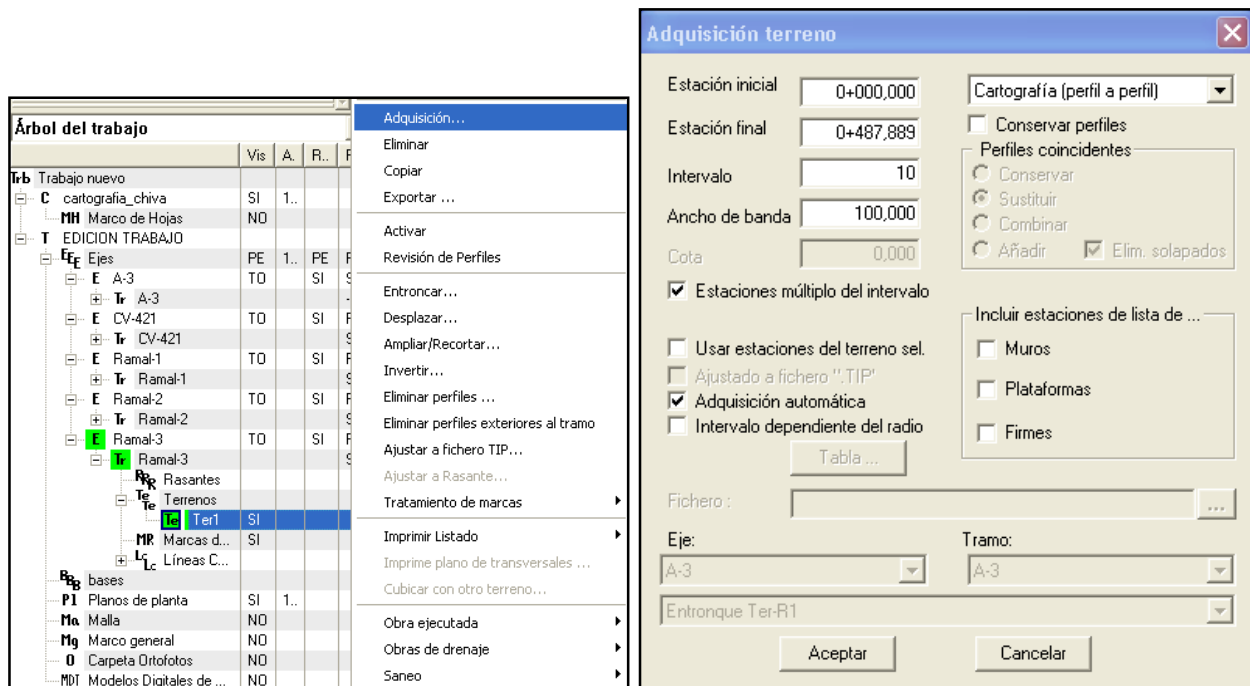 Árbol del trabajo
Vis A. R..
Trb Trabajo nuevo
C cartografia_chiva SI 1..
MH Marco de Hojas NO
T EDICION TRABAJO
EEE Ejes PE 1.. PE
E A-3 TO SI
Tr A-3
E CV-421 TO SI
Tr CV-421
E Ramal-1 TO SI
Tr Ramal-1
E Ramal-2 TO SI
Tr Ramal-2
E Ramal-3 TO SI
Tr Ramal-3
RRR Rasantes
Te Te Terrenos
Te Ter1 SI
MR Marcas d... SI
Lc Lc Líneas C...
BBB bases
Pl Planos de planta SI 1..
Ma Malla NO
Mg Marco general NO
O Carpeta Ortofotos NO
MDT Modelos Digitales de ... NO
Adquisición...
Eliminar
Copiar
Exportar ...
Activar
Revisión de Perfiles
Entroncar...
Desplazar...
Ampliar/Recortar...
Invertir...
Eliminar perfiles ...
Eliminar perfiles exteriores al tramo
Ajustar a fichero TIP...
Ajustar a Rasante...
Tratamiento de marcas
Imprimir Listado
Imprime plano de transversales ...
Cubicar con otro terreno...
Obra ejecutada
Obras de drenaje
Saneo
Adquisición terreno
Estación inicial 0+000,000
Estación final 0+487,889
Intervalo 10
Ancho de banda 100,000
Cota 0,000
Estaciones múltiplo del intervalo
Usar estaciones del terreno sel.
Ajustado a fichero ".TIP'
Adquisición automática
Intervalo dependiente del radio
Tabla ...
Cartografía (perfil a perfil)
Conservar perfiles
Perfiles coincidentes
Conservar
Sustituir
Combinar
Añadir Elim. solapados
Incluir estaciones de lista de ...
Muros
Plataformas
Firmes
Fichero : ...
Eje: Tramo:
A-3 A-3
Entronque Ter-R1
Aceptar Cancelar